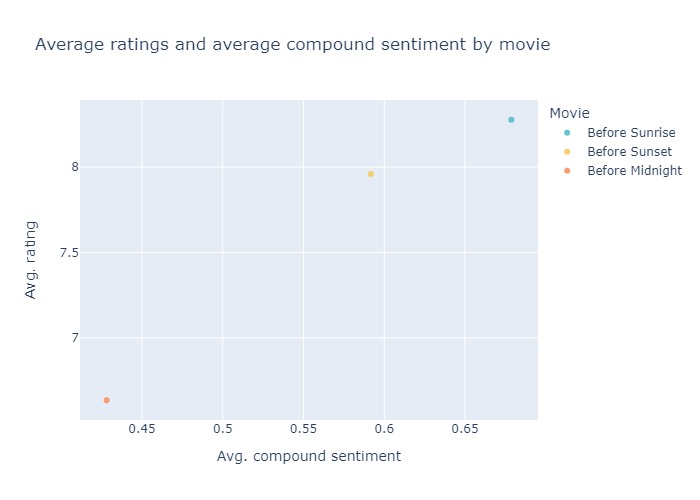 Average ratings and average compound sentiment by movie
Movie
Before Sunrise
Before Sunset
Before Midnight
8
7.5
7
Avg. rating
0.45
0.5
0.55
0.6
0.65
Avg. compound sentiment